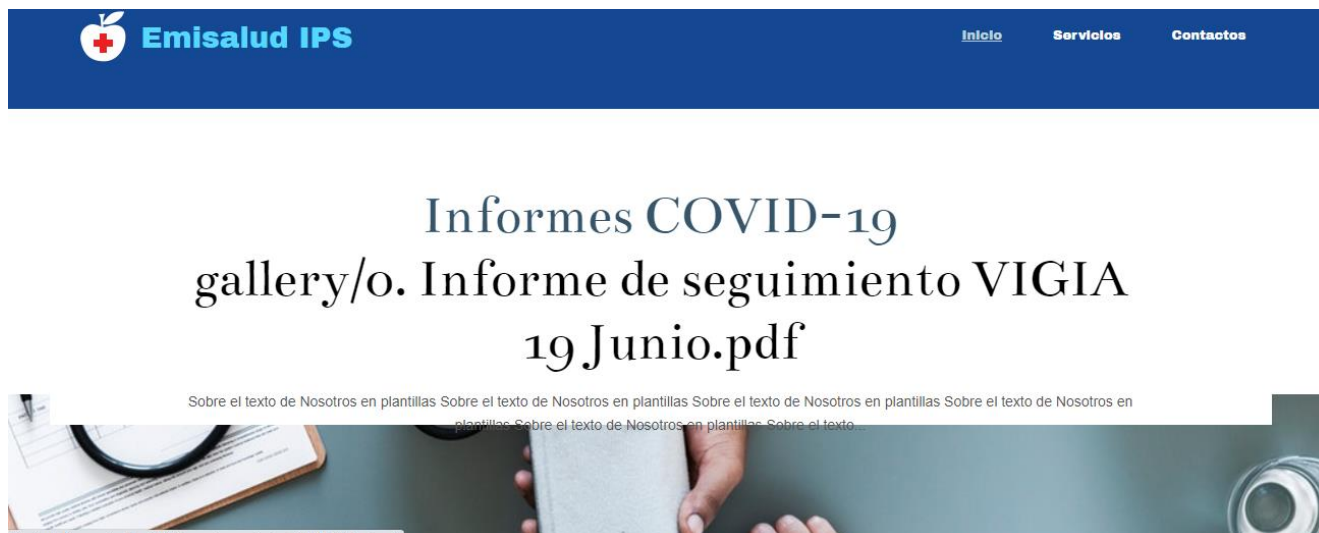 Emisalud IPS
Inicio
Servicios
Contactos
Informes COVID-19
gallery/0. Informe de seguimiento VIGIA
19 Junio.pdf
Sobre el texto de Nosotros en plantillas Sobre el texto de Nosotros en plantillas Sobre el texto de Nosotros en plantillas Sobre el texto de Nosotros en
plantillas Sobre el texto de Nosotros en plantillas Sobre el texto...